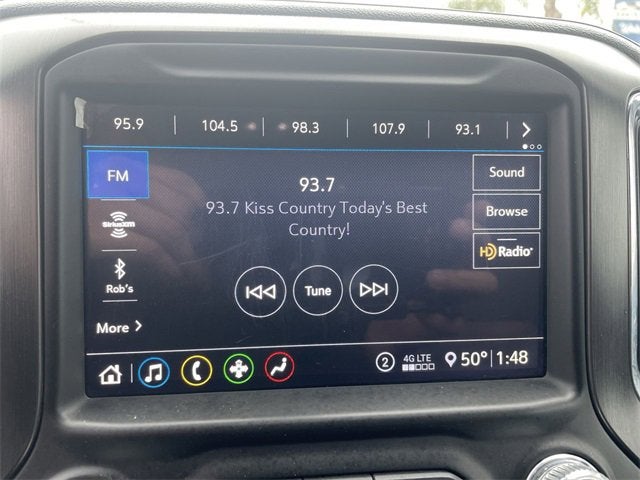 95.9 104.5 98.3 107.9 93.1
FM
93.7
93.7 Kiss Country Today's Best
Country!
Sound
Browse
HD Radio
SiriusXM
Rob's
More
Tune
2 4G LTE 50° 1:48